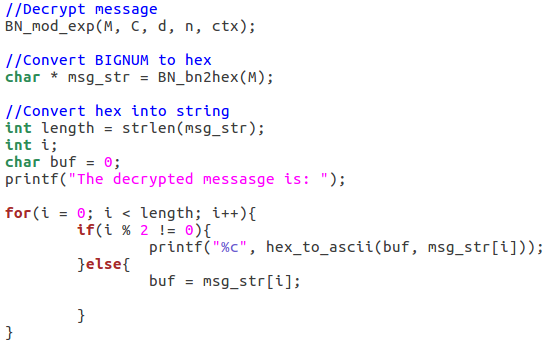 //Decrypt message
BN_mod_exp(M, C, d, n, ctx);

//Convert BIGNUM to hex
char * msg_str = BN_bn2hex(M);

//Convert hex into string
int length = strlen(msg_str);
int i;
char buf = 0;
printf("The decrypted messasge is: ");

for(i = 0; i < length; i++){
        if(i % 2 != 0){
                printf("%c", hex_to_ascii(buf, msg_str[i]));
        }else{
                buf = msg_str[i];

        }
}